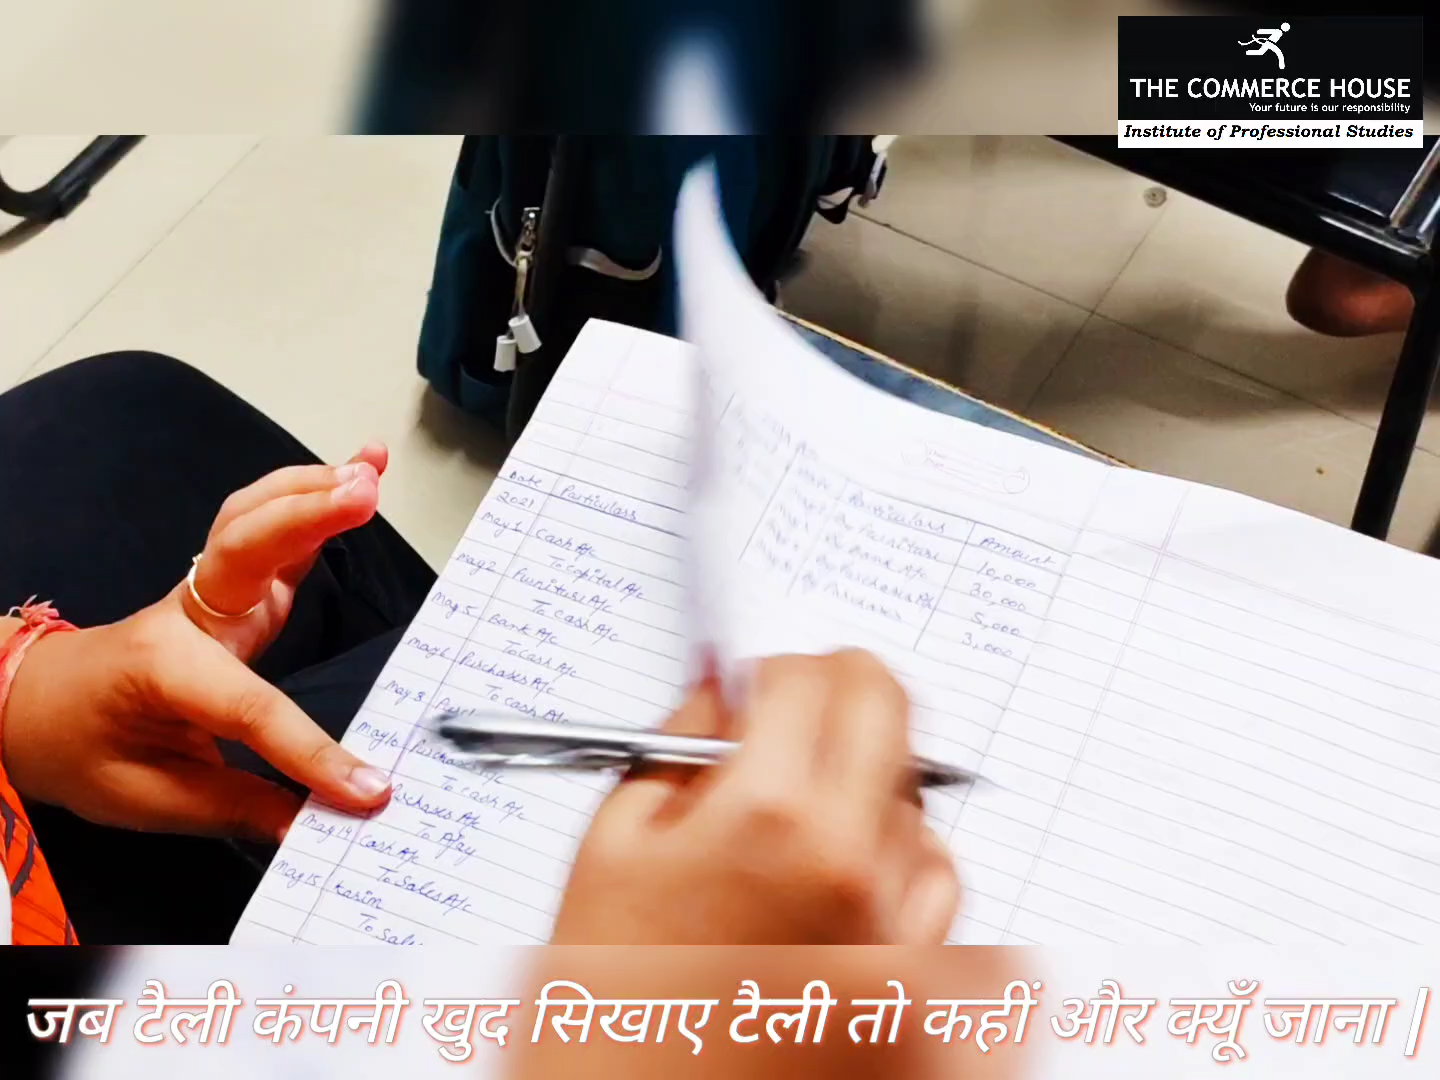 THE COMMERCE HOUSE
Your future is our responsibility
Institute of Professional Studies
Date Particulars
2021
May 1 Cash A/c
To Capital A/c
May 2 Furniture A/c
To Cash A/c
May 5 Bank A/c
To Cash A/c
May 6 Purchases A/c
To Cash A/c
May 8
May 10 Purchases A/c
To Cash A/c
Purchases A/c
To Ajay
May 14 Cash A/c
To Sales A/c
May 15 Karim
To
Particulars Amount
By Furniture 10,000
By Bank A/c 30,000
By Purchases A/c 5,000
By Purchases 3,000
जब टैली कंपनी खुद सिखाए टैली तो कहीं और क्यूँ जाना |